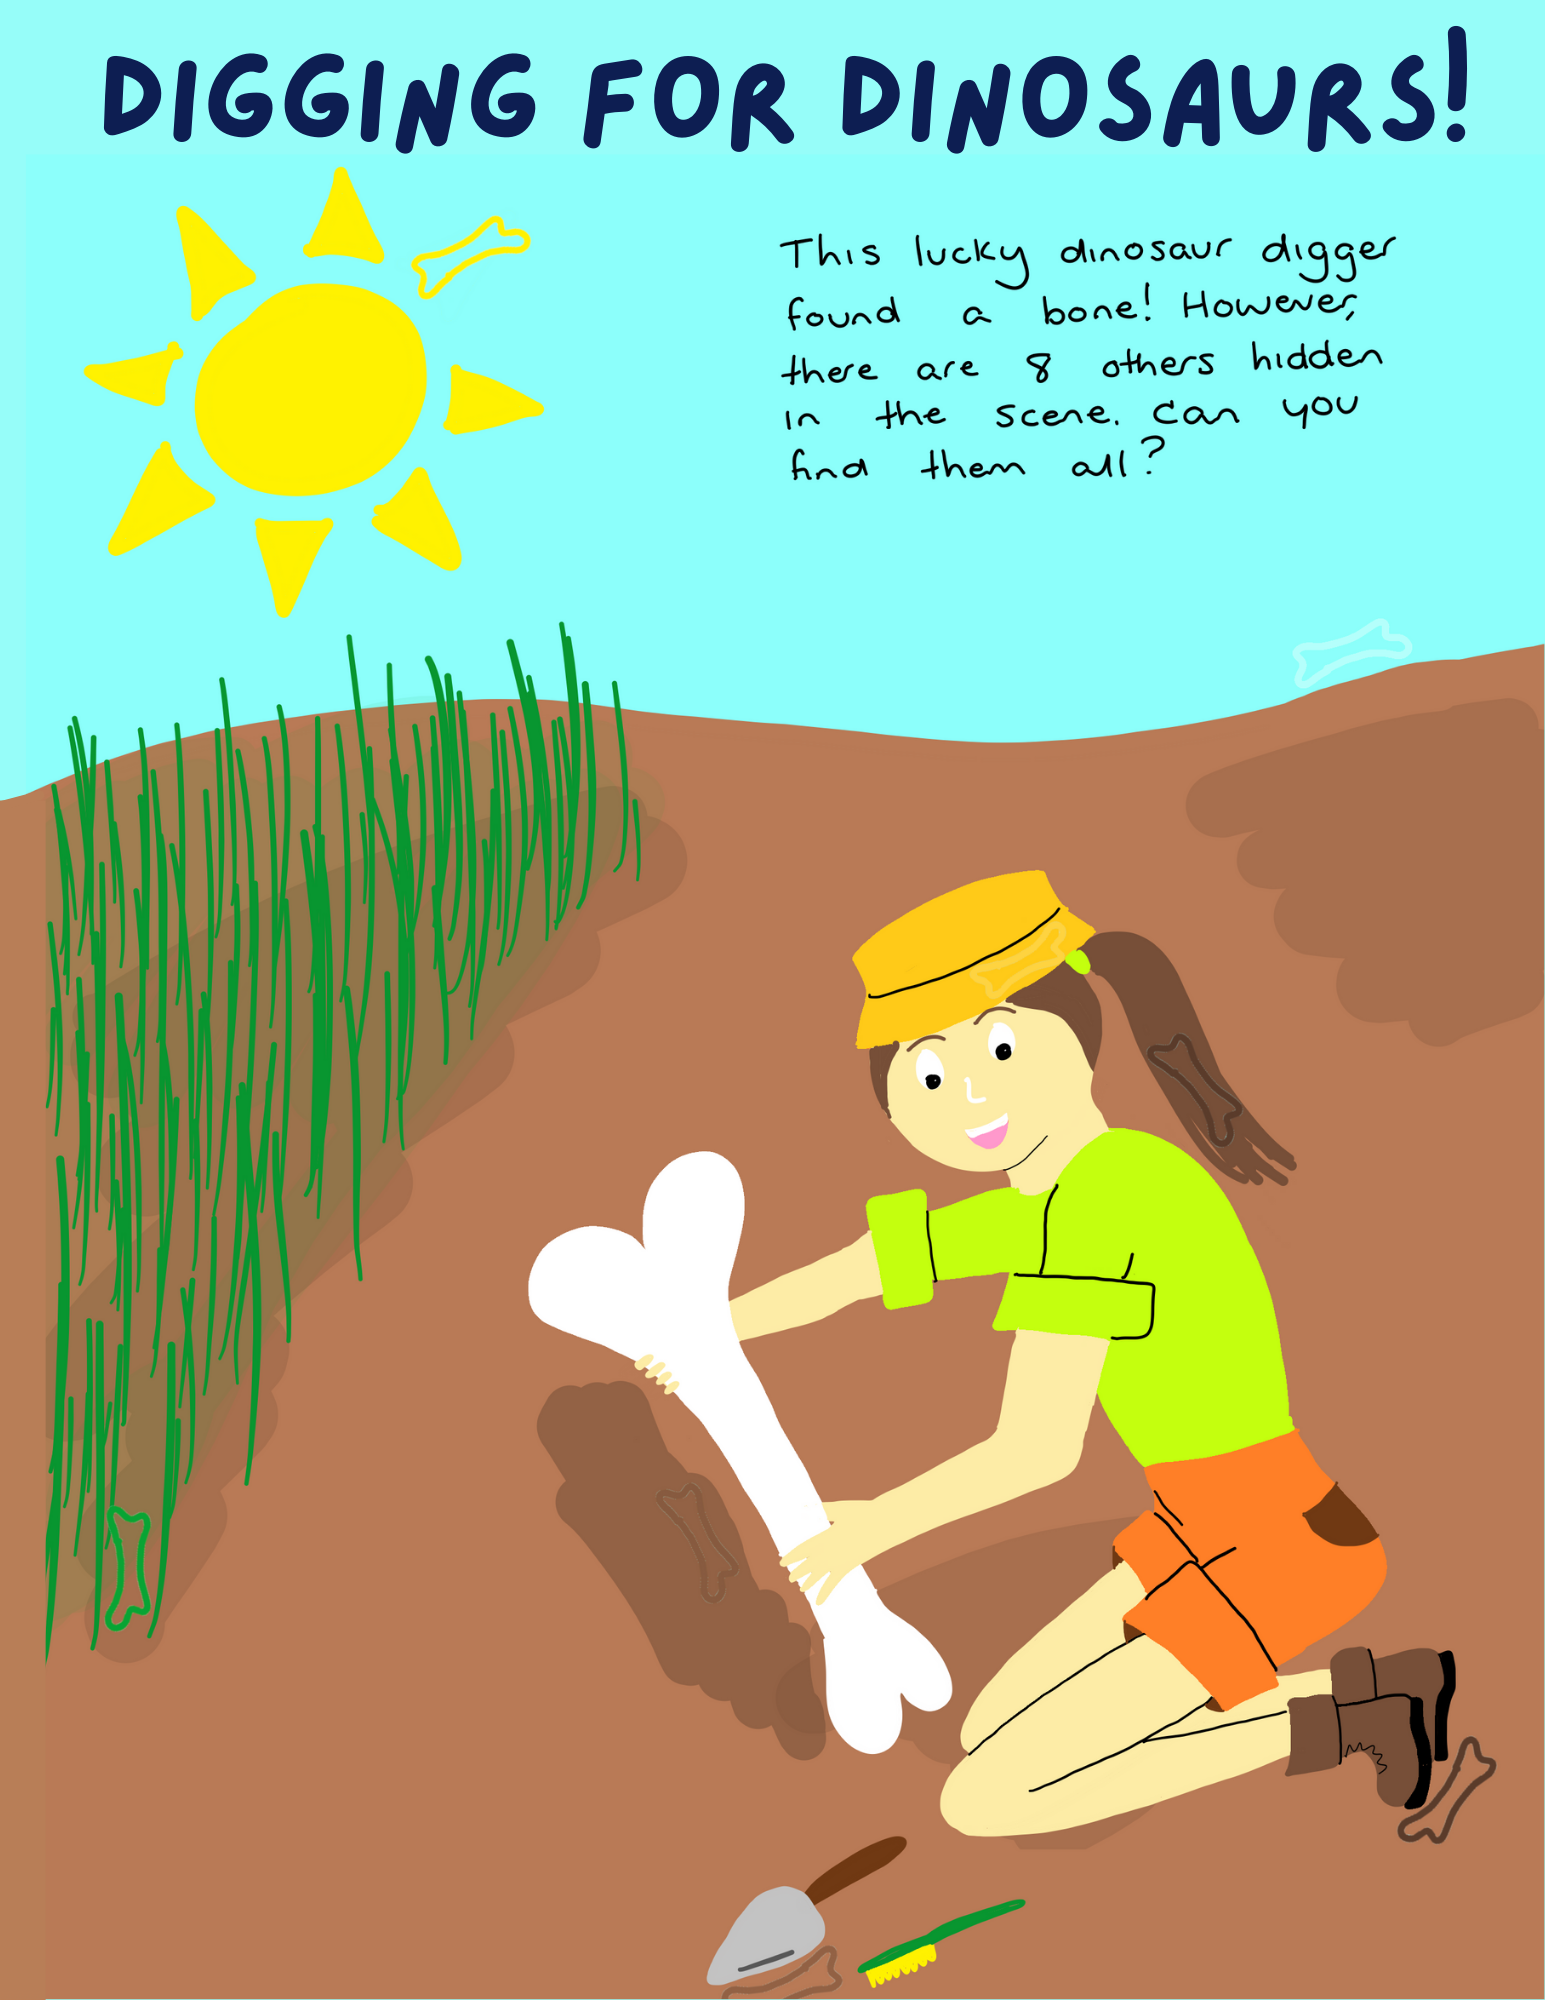 DIGGING FOR DINOSAURS!
This lucky dinosaur digger
found a bone! However,
there are 8 others hidden
in the scene. Can you
find them all?